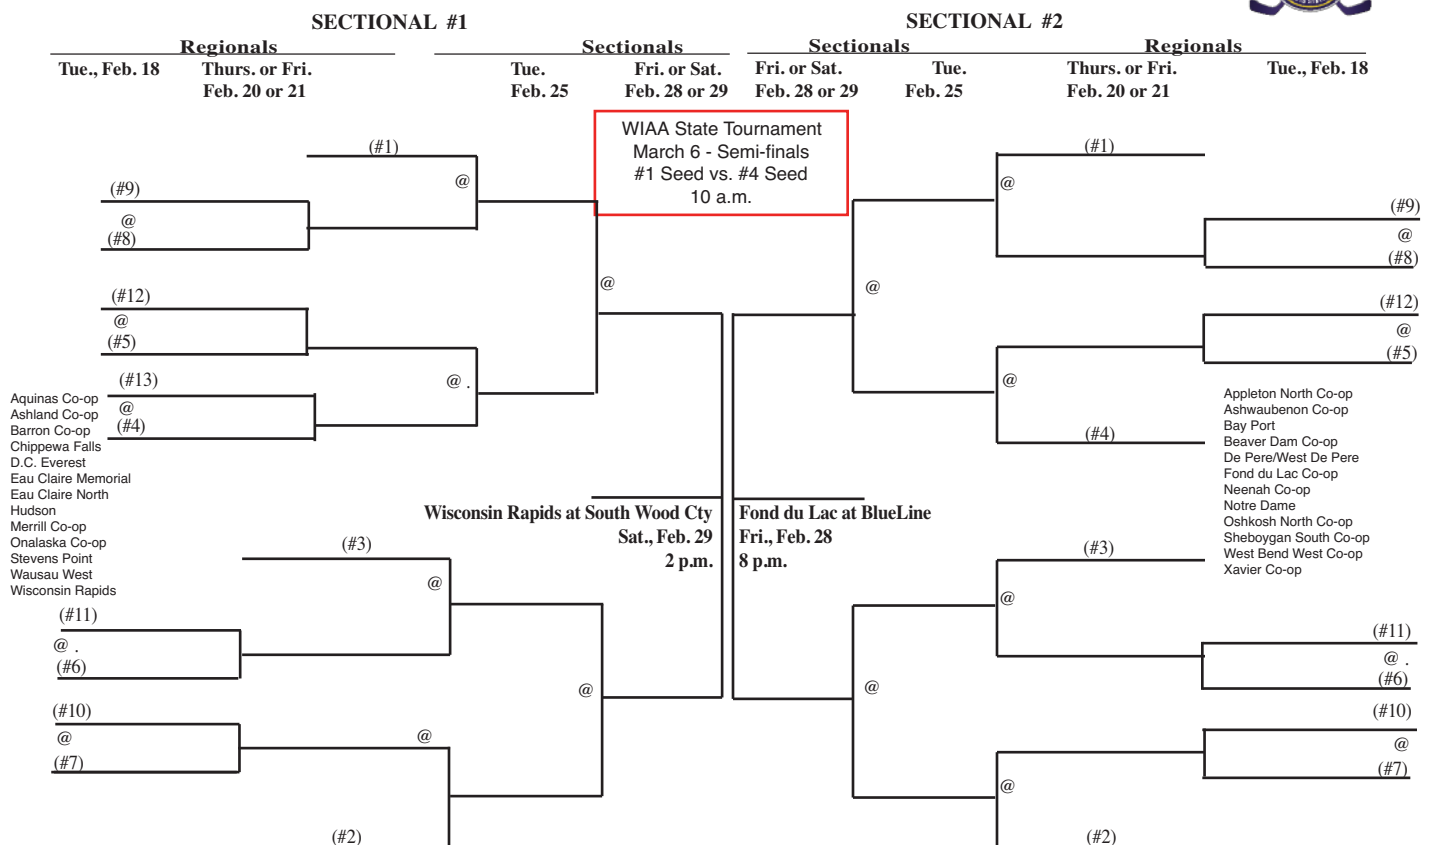 SECTIONAL #1
SECTIONAL #2
Regionals
Sectionals
Sectionals
Regionals
Tue., Feb. 18
Thurs. or Fri.
Feb. 20 or 21
Tue.
Feb. 25
Fri. or Sat.
Feb. 28 or 29
Fri. or Sat.
Feb. 28 or 29
Tue.
Feb. 25
Thurs. or Fri.
Feb. 20 or 21
Tue., Feb. 18
WIAA State Tournament
March 6 - Semi-finals
#1 Seed vs. #4 Seed
10 a.m.
(#1)
@
(#9)
@
(#8)
@
(#12)
@
(#5)
@ .
(#13)
@
(#4)
Aquinas Co-op
Ashland Co-op
Barron Co-op
Chippewa Falls
D.C. Everest
Eau Claire Memorial
Eau Claire North
Hudson
Merrill Co-op
Onalaska Co-op
Stevens Point
Wausau West
Wisconsin Rapids
Wisconsin Rapids at South Wood Cty
Sat., Feb. 29
2 p.m.
(#3)
@
(#11)
@ .
(#6)
@
(#10)
@
@
(#7)
(#2)
(#1)
@
(#9)
@
(#8)
@
(#12)
@
(#5)
@
(#4)
Appleton North Co-op
Ashwaubenon Co-op
Bay Port
Beaver Dam Co-op
De Pere/West De Pere
Fond du Lac Co-op
Neenah Co-op
Notre Dame
Oshkosh North Co-op
Sheboygan South Co-op
West Bend West Co-op
Xavier Co-op
Fond du Lac at BlueLine
Fri., Feb. 28
8 p.m.
(#3)
@
(#11)
@ .
(#6)
@
(#10)
@
(#7)
@
(#2)